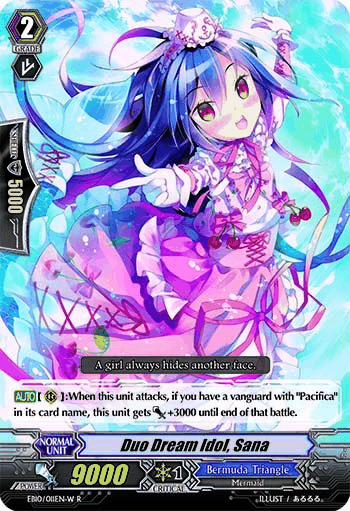 2
GRADE
SHIELD
5000
A girl always hides another face.
AUTO [ R ]:When this unit attacks, if you have a vanguard with "Pacifica"
in its card name, this unit gets +3000 until end of that battle.
NORMAL
UNIT
Duo Dream Idol, Sana
POWER
9000
1
CRITICAL
Bermuda Triangle
Mermaid
EB10/011EN-W R
ILLUST / あるるる。